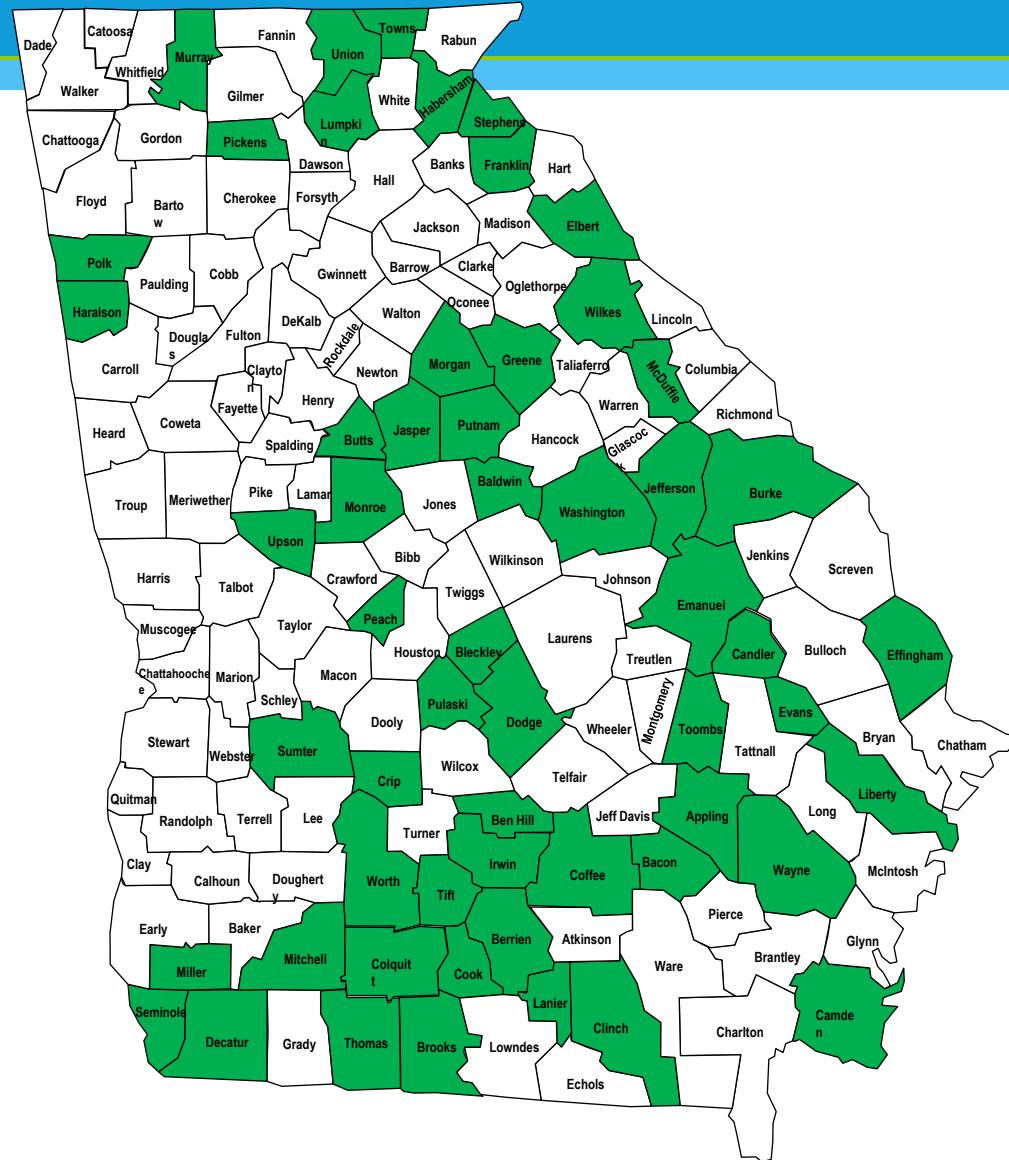 Dade
Catoosa
Whitfield
Murray
Fannin
Union
Towns
Rabun
Walker
Gilmer
White
Habersham
Chattooga
Gordon
Pickens
Lumpki
n
Stephens
Dawson
Banks
Franklin
Hart
Floyd
Barto
w
Cherokee
Forsyth
Hall
Jackson
Madison
Elbert
Polk
Paulding
Cobb
Gwinnett
Barrow
Clarke
Oglethorpe
Oconee
Wilkes
Lincoln
Haralson
Dougla
s
Fulton
DeKalb
Rockdale
Walton
Morgan
Greene
Taliaferro
McDuffie
Columbia
Carroll
Clayto
n
Newton
Warren
Richmond
Heard
Coweta
Fayette
Henry
Spalding
Butts
Jasper
Putnam
Hancock
Glascoc
k
Troup
Meriwether
Pike
Lamar
Monroe
Jones
Baldwin
Washington
Jefferson
Burke
Upson
Bibb
Wilkinson
Jenkins
Screven
Harris
Talbot
Crawford
Twiggs
Johnson
Emanuel
Muscogee
Taylor
Peach
Houston
Bleckley
Laurens
Treutlen
Candler
Bulloch
Effingham
Chattahooche
e
Marion
Schley
Macon
Dooly
Pulaski
Dodge
Wheeler
Montgomery
Toombs
Tattnall
Evans
Bryan
Chatham
Stewart
Webster
Sumter
Crip
Wilcox
Telfair
Jeff Davis
Appling
Long
Liberty
Quitman
Randolph
Terrell
Lee
Turner
Ben Hill
Irwin
Coffee
Bacon
Wayne
McIntosh
Clay
Calhoun
Doughert
y
Worth
Tift
Early
Baker
Mitchell
Colquit
t
Cook
Berrien
Atkinson
Ware
Pierce
Brantley
Glynn
Miller
Seminole
Decatur
Grady
Thomas
Brooks
Lowndes
Lanier
Clinch
Echols
Charlton
Camde
n